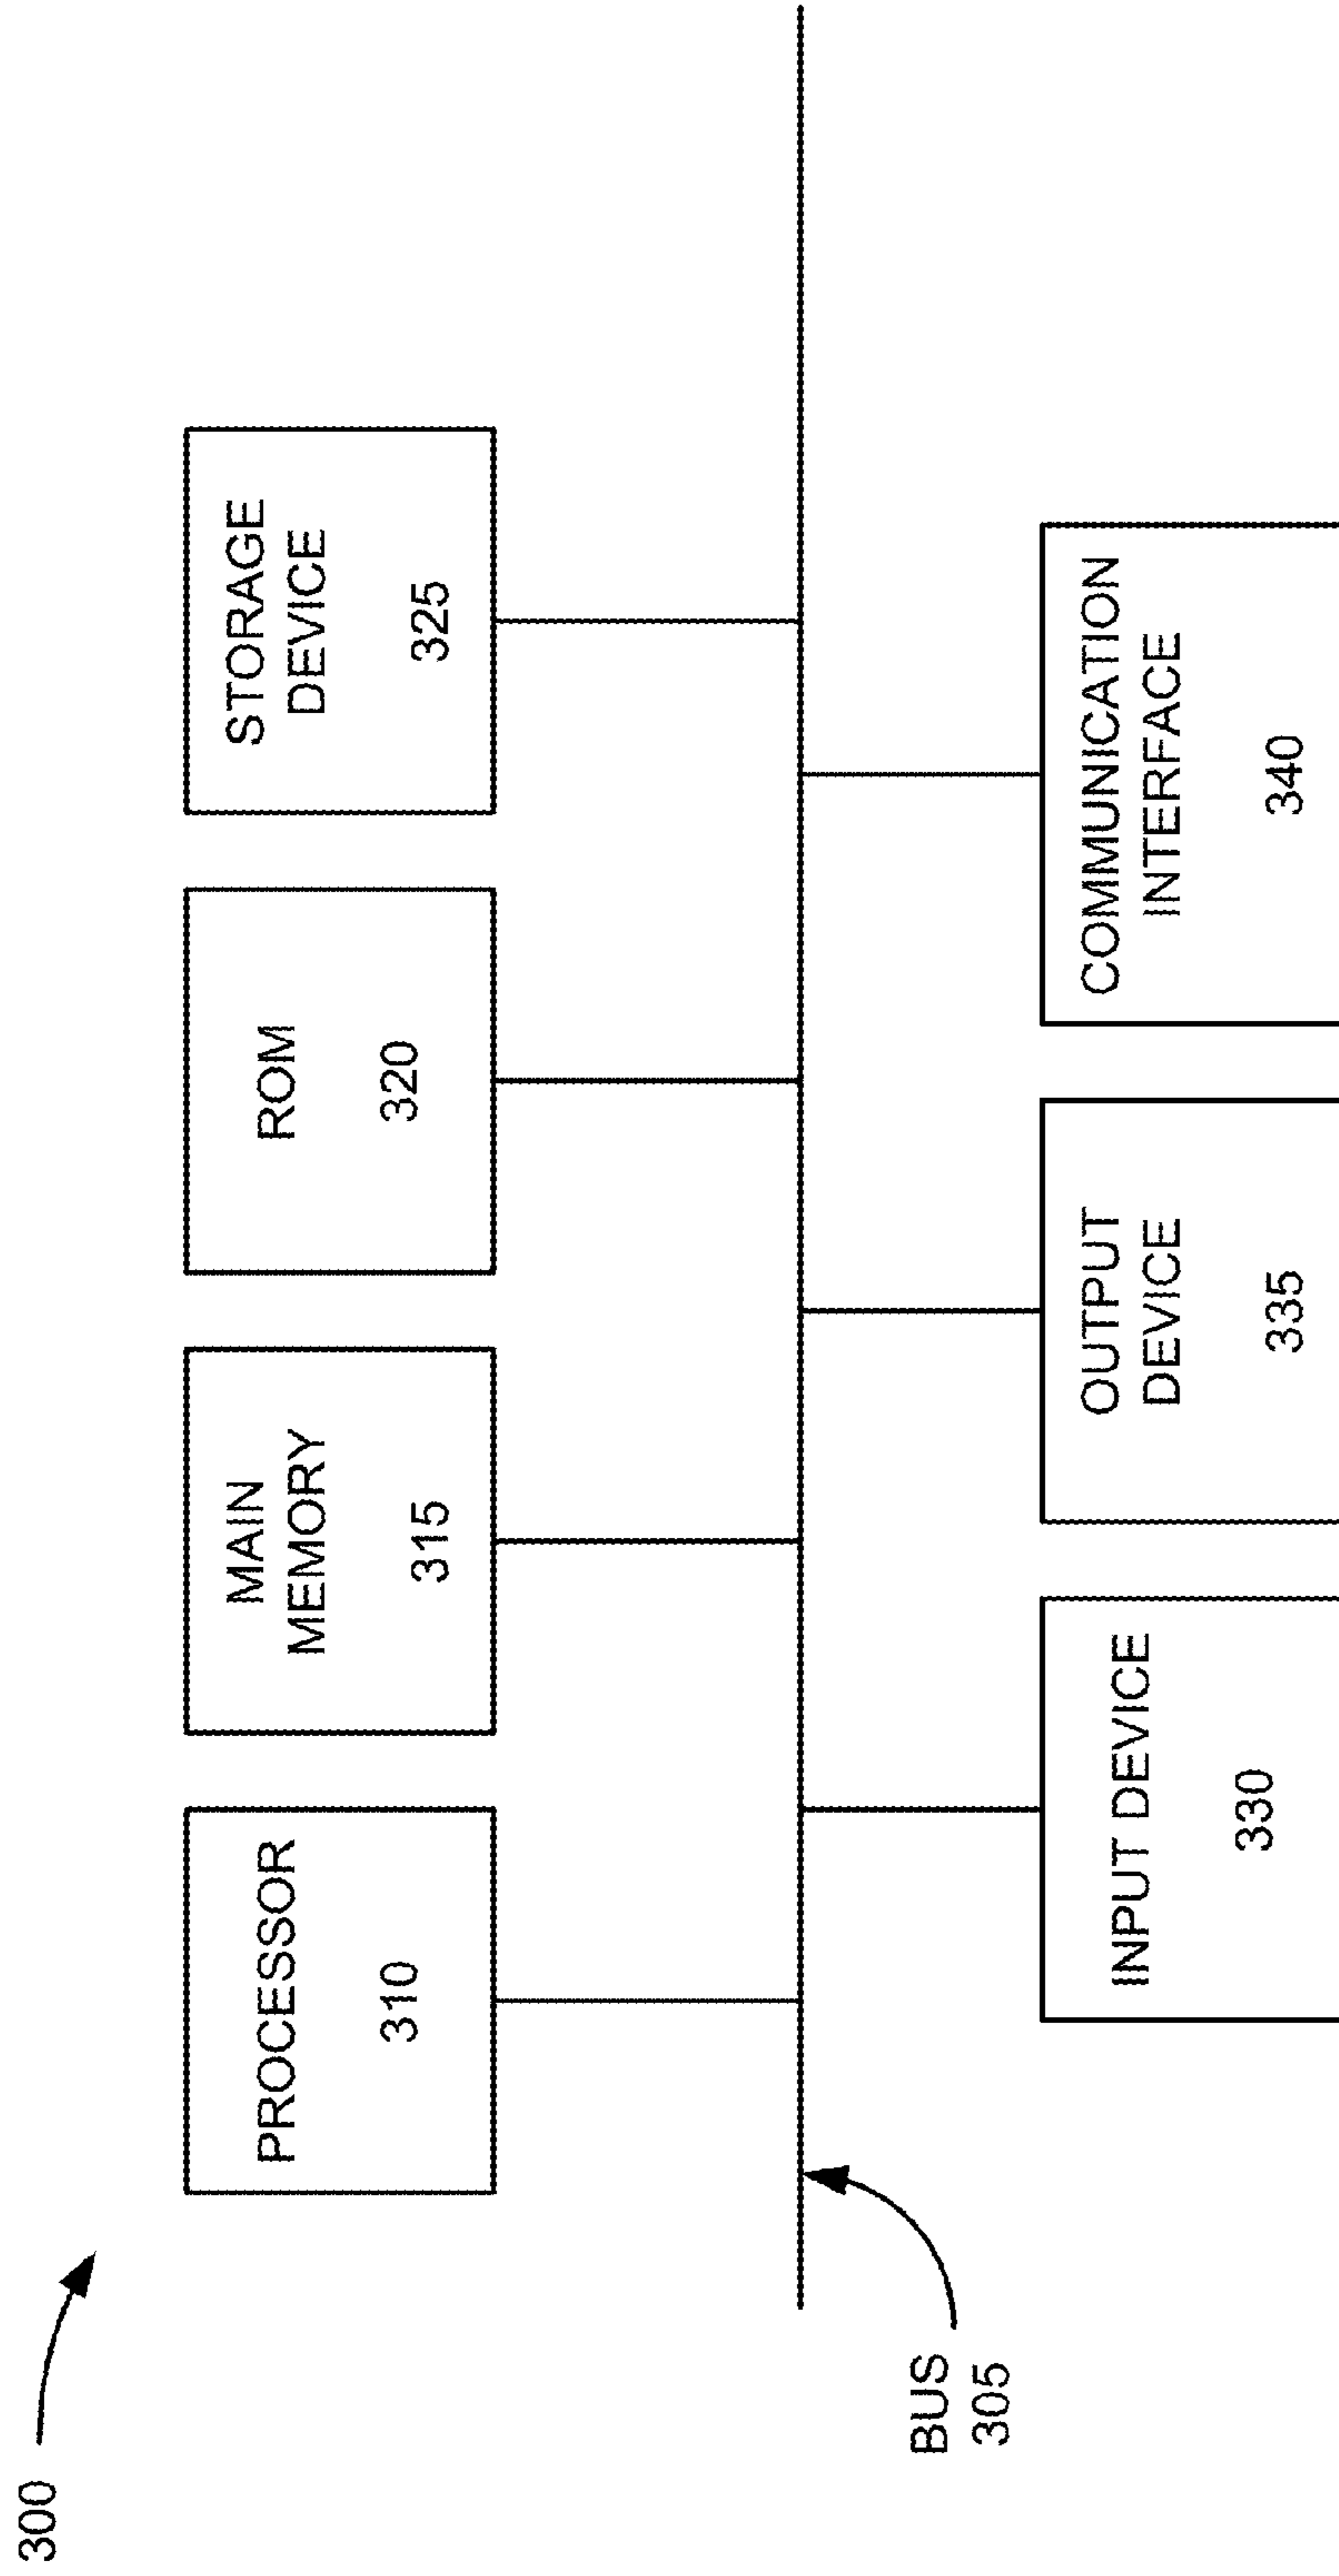 300
PROCESSOR
310
MAIN
MEMORY
315
ROM
320
STORAGE
DEVICE
325
BUS
305
INPUT DEVICE
330
OUTPUT
DEVICE
335
COMMUNICATION
INTERFACE
340